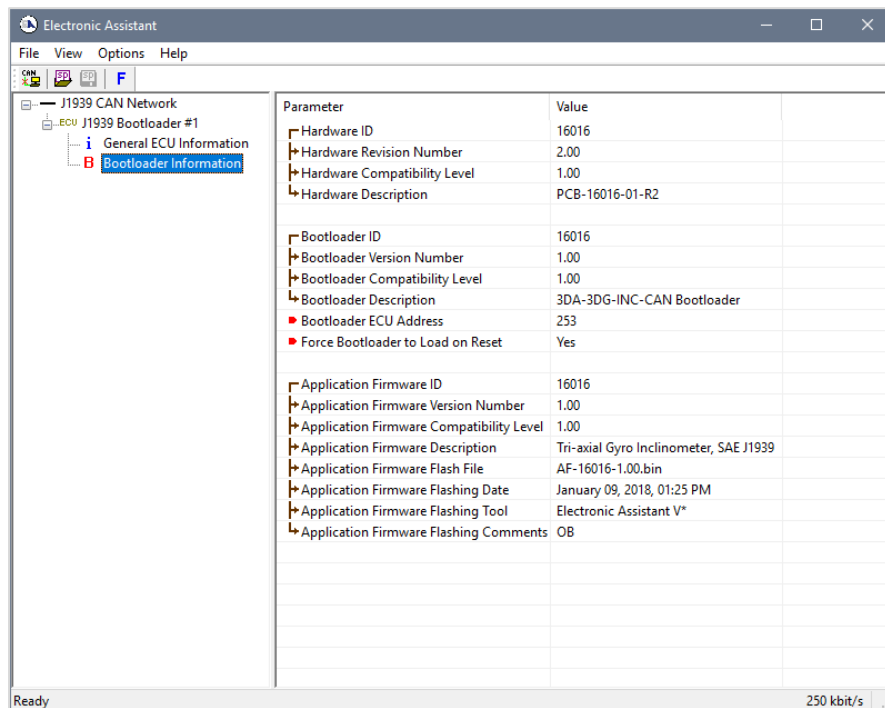 Electronic Assistant
File View Options Help
CAN SP SP F
J1939 CAN Network
ECU J1939 Bootloader #1
i General ECU Information
B Bootloader Information
Parameter Value
Hardware ID 16016
Hardware Revision Number 2.00
Hardware Compatibility Level 1.00
Hardware Description PCB-16016-01-R2
Bootloader ID 16016
Bootloader Version Number 1.00
Bootloader Compatibility Level 1.00
Bootloader Description 3DA-3DG-INC-CAN Bootloader
Bootloader ECU Address 253
Force Bootloader to Load on Reset Yes
Application Firmware ID 16016
Application Firmware Version Number 1.00
Application Firmware Compatibility Level 1.00
Application Firmware Description Tri-axial Gyro Inclinometer, SAE J1939
Application Firmware Flash File AF-16016-1.00.bin
Application Firmware Flashing Date January 09, 2018, 01:25 PM
Application Firmware Flashing Tool Electronic Assistant V*
Application Firmware Flashing Comments OB
Ready 250 kbit/s